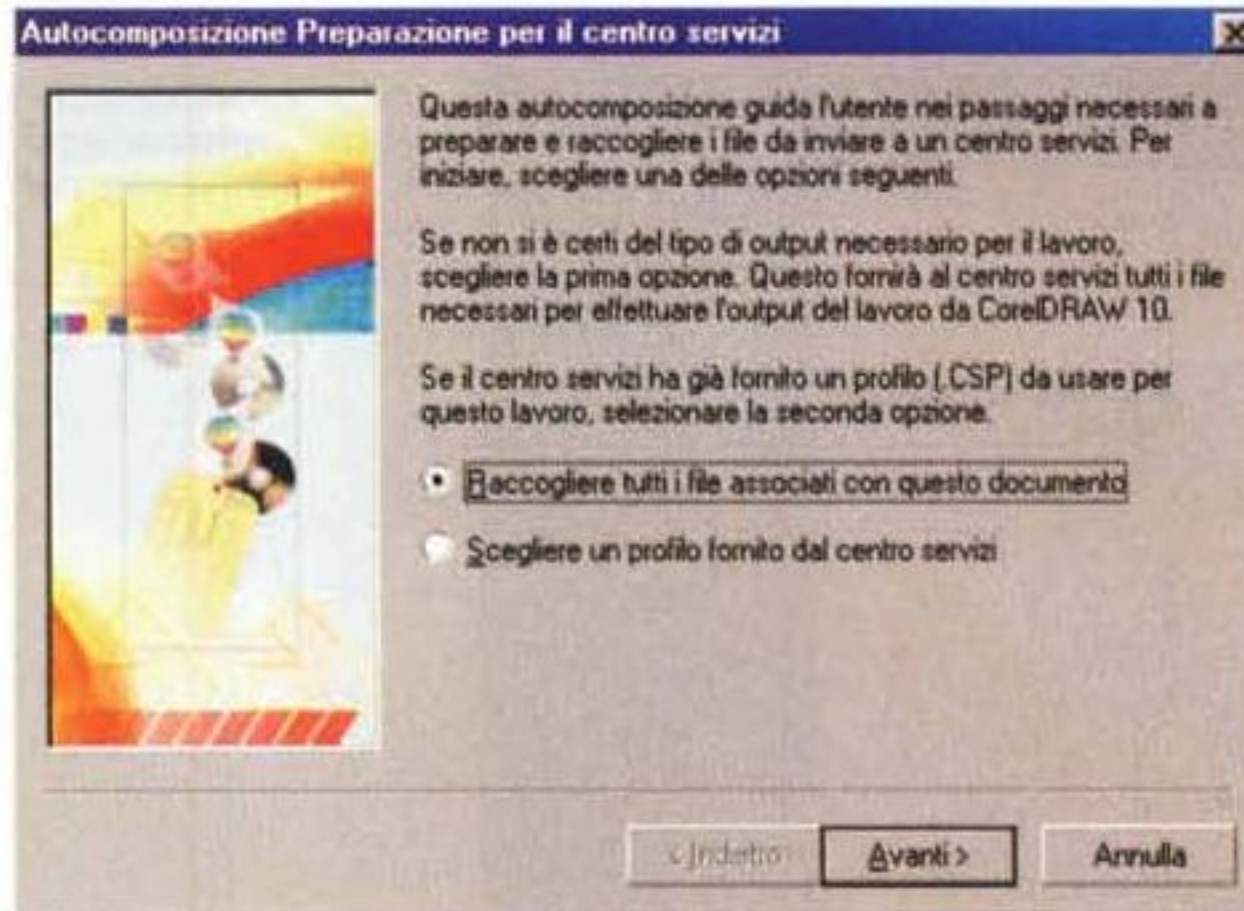 Autocomposizione Preparazione per il centro servizi
Questa autocomposizione guida l'utente nei passaggi necessari a
preparare e raccogliere i file da inviare a un centro servizi. Per
iniziare, scegliere una delle opzioni seguenti.
Se non si è certi del tipo di output necessario per il lavoro,
scegliere la prima opzione. Questo fornirà al centro servizi tutti i file
necessari per effettuare l'output del lavoro da CorelDRAW 10.
Se il centro servizi ha già fornito un profilo (.CSP) da usare per
questo lavoro, selezionare la seconda opzione.
Raccogliere tutti i file associati con questo documento
Scegliere un profilo fornito dal centro servizi
< Indietro
Avanti >
Annulla